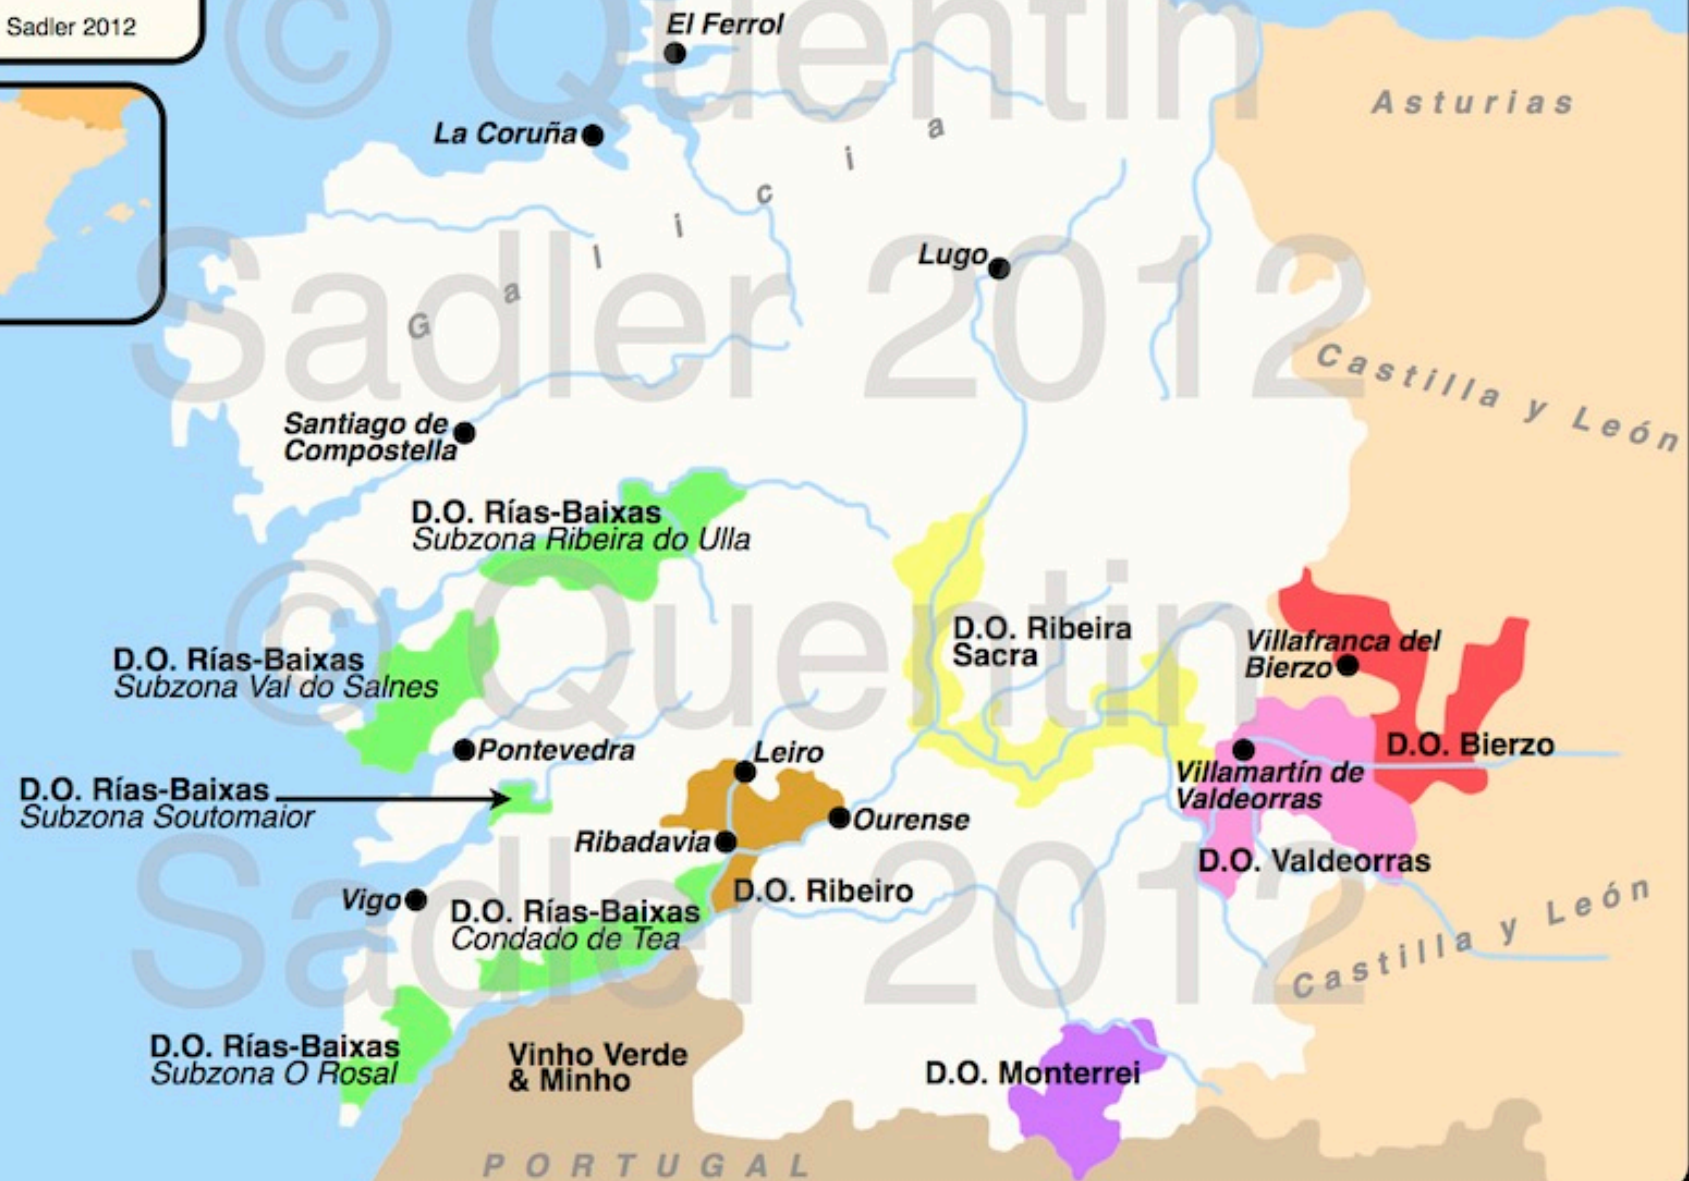 Sadler 2012
© Quentin
El Ferrol
La Coruña
Asturias
Galicia
Sadler 2012
Lugo
Castilla y León
Santiago de
Compostella
D.O. Rías-Baixas
Subzona Ribeira do Ulla
© Quentin
D.O. Ribeira
Sacra
Villafranca del
Bierzo
D.O. Rías-Baixas
Subzona Val do Salnes
Pontevedra
Leiro
D.O. Bierzo
Villamartín de
Valdeorras
D.O. Rías-Baixas
Subzona Soutomaior
Ourense
Ribadavia
D.O. Valdeorras
Sadler 2012
Vigo
D.O. Ribeiro
D.O. Rías-Baixas
Condado de Tea
Castilla y León
D.O. Rías-Baixas
Subzona O Rosal
Vinho Verde
& Minho
D.O. Monterrei
PORTUGAL